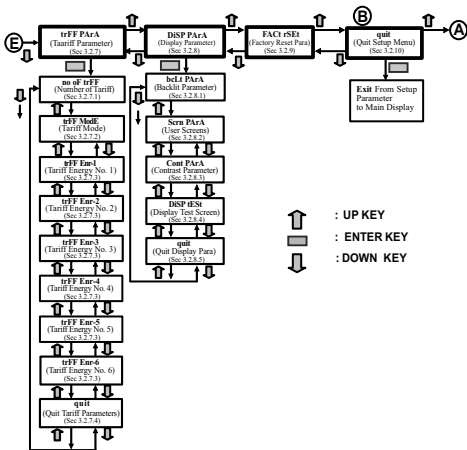 E
trFF PArA
(Taariff Parameter)
(Sec 3.2.7)
DiSP PArA
(Display Parameter)
(Sec 3.2.8)
FACt rSEt
(Factory Reset Para)
(Sec 3.2.9)
B
quit
(Quit Setup Menu)
(Sec 3.2.10)
A
no oF trFF
(Number of Tariff)
(Sec 3.2.7.1)
trFF ModE
(Tariff Mode)
(Sec 3.2.7.2)
trFF Enr-1
(Tariff Energy No. 1)
(Sec 3.2.7.3)
trFF Enr-2
(Tariff Energy No. 2)
(Sec 3.2.7.3)
trFF Enr-3
(Tariff Energy No. 3)
(Sec 3.2.7.3)
trFF Enr-4
(Tariff Energy No. 4)
(Sec 3.2.7.3)
trFF Enr-5
(Tariff Energy No. 5)
(Sec 3.2.7.3)
trFF Enr-6
(Tariff Energy No. 6)
(Sec 3.2.7.3)
quit
(Quit Tariff Parameters)
(Sec 3.2.7.4)
bcLt PArA
(Backlit Parameter)
(Sec 3.2.8.1)
Scrn PArA
(User Screens)
(Sec 3.2.8.2)
Cont PArA
(Contrast Parameter)
(Sec 3.2.8.3)
DiSP tESt
(Display Test Screen)
(Sec 3.2.8.4)
quit
(Quit Display Para)
(Sec 3.2.8.5)
Exit From Setup
Parameter
to Main Display
: UP KEY
: ENTER KEY
: DOWN KEY